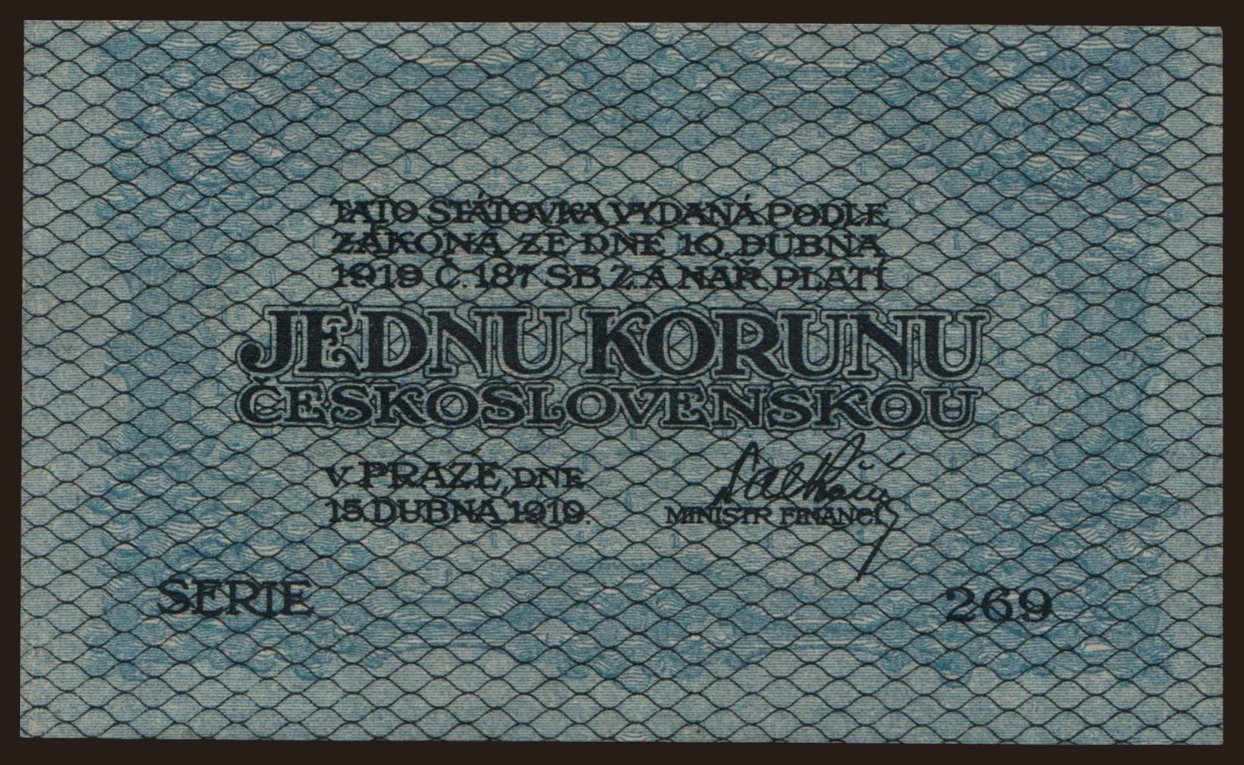 TATO STÁTOVKA VYDANÁ PODLE
ZÁKONA ZE DNE 10. DUBNA
1919 Č. 187 SB. Z. A NAŘ. PLATÍ
JEDNU KORUNU
ČESKOSLOVENSKOU
V PRAZE, DNE
15. DUBNA 1919.
MINISTR FINANCÍ
SERIE 269